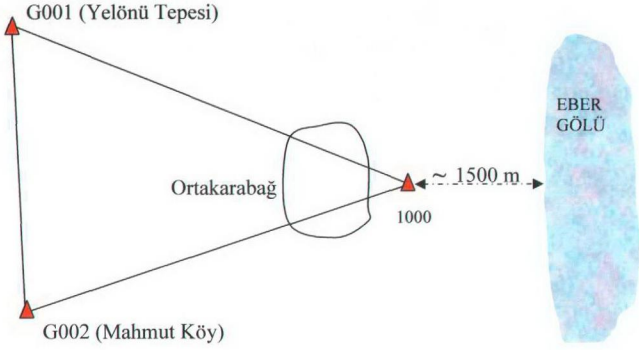 G001 (Yelönü Tepesi)
EBER
GÖLÜ
~ 1500 m
Ortakarabağ
1000
G002 (Mahmut Köy)